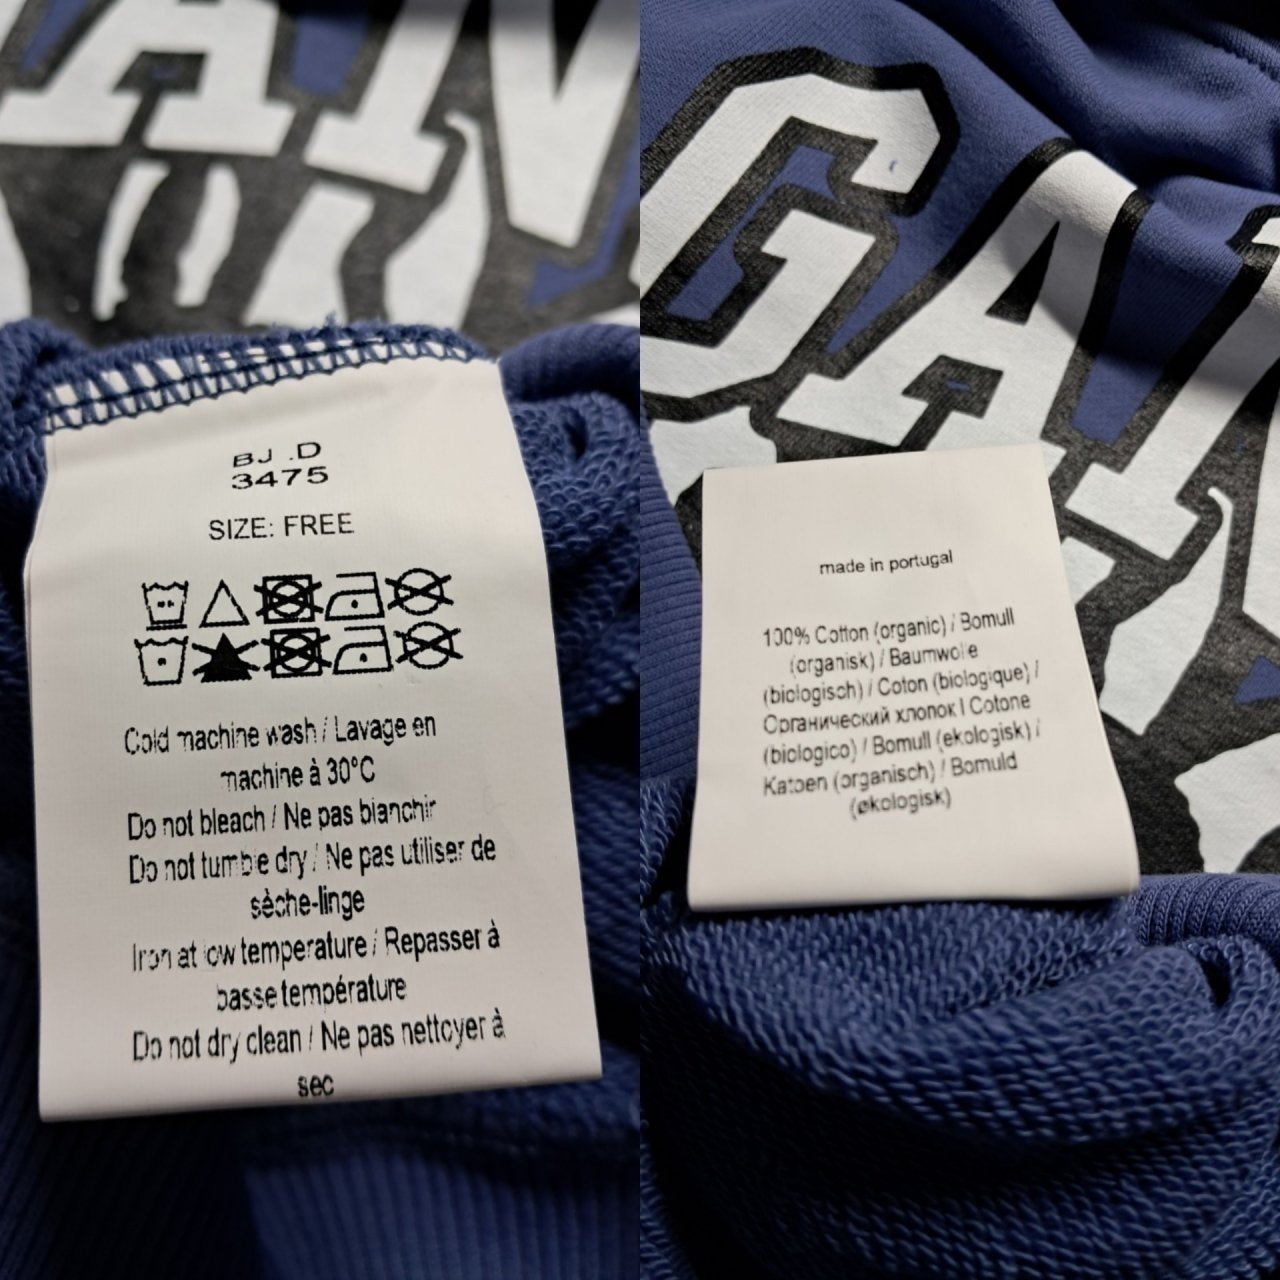 GAN
BJ .D
3475
SIZE: FREE
Cold machine wash / Lavage en
machine à 30°C
Do not bleach / Ne pas blanchir
Do not tumble dry / Ne pas utiliser de
sèche-linge
Iron at low temperature / Repasser à
basse température
Do not dry clean / Ne pas nettoyer à
sec
GAN
made in portugal
100% Cotton (organic) / Bomull
(organisk) / Baumwolle
(biologisch) / Coton (biologique) /
Органический хлопок I Cotone
(biologico) / Bomull (ekologisk) /
Katoen (organisch) / Bomuld
(økologisk)